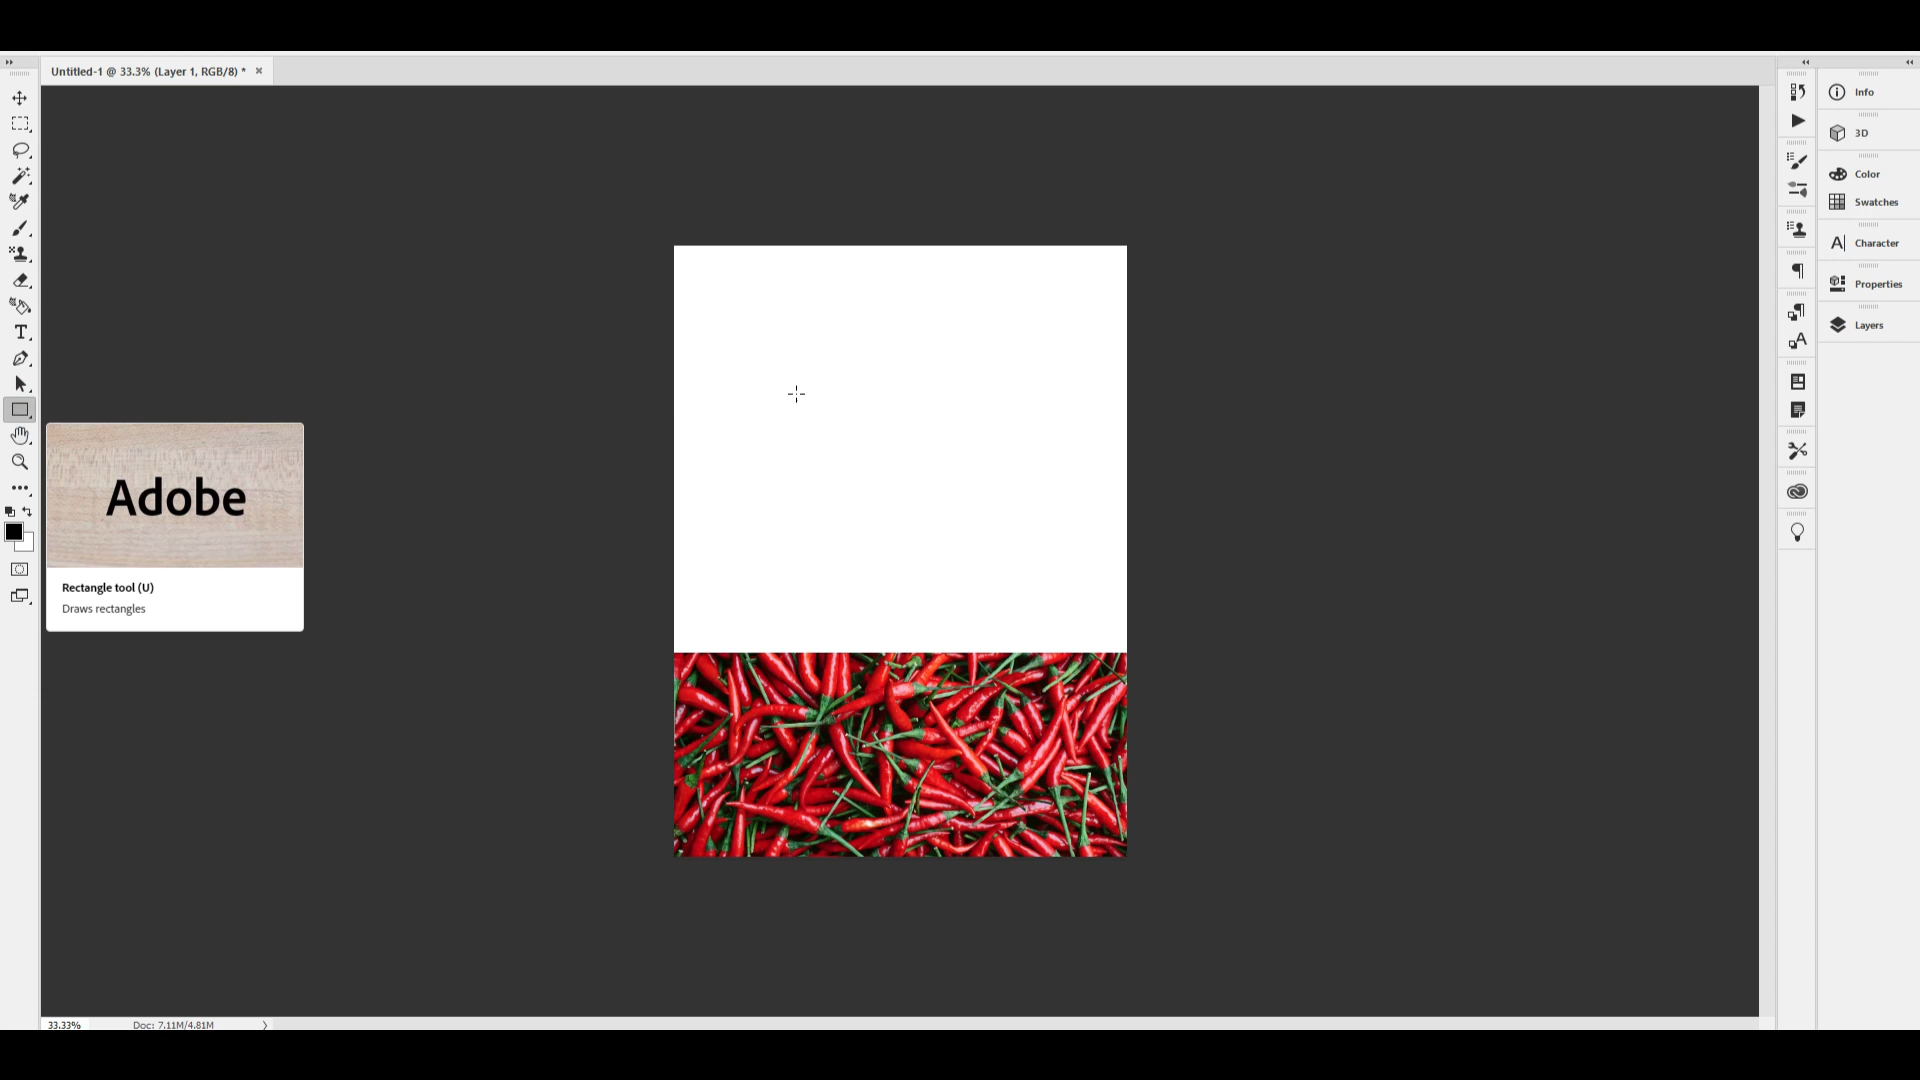 Untitled-1 @ 33.3% (Layer 1, RGB/8) *
Info
3D
Color
Swatches
Character
Properties
Layers
Adobe
Rectangle tool (U)
Draws rectangles
33.33%
Doc: 7.11M/4.81M